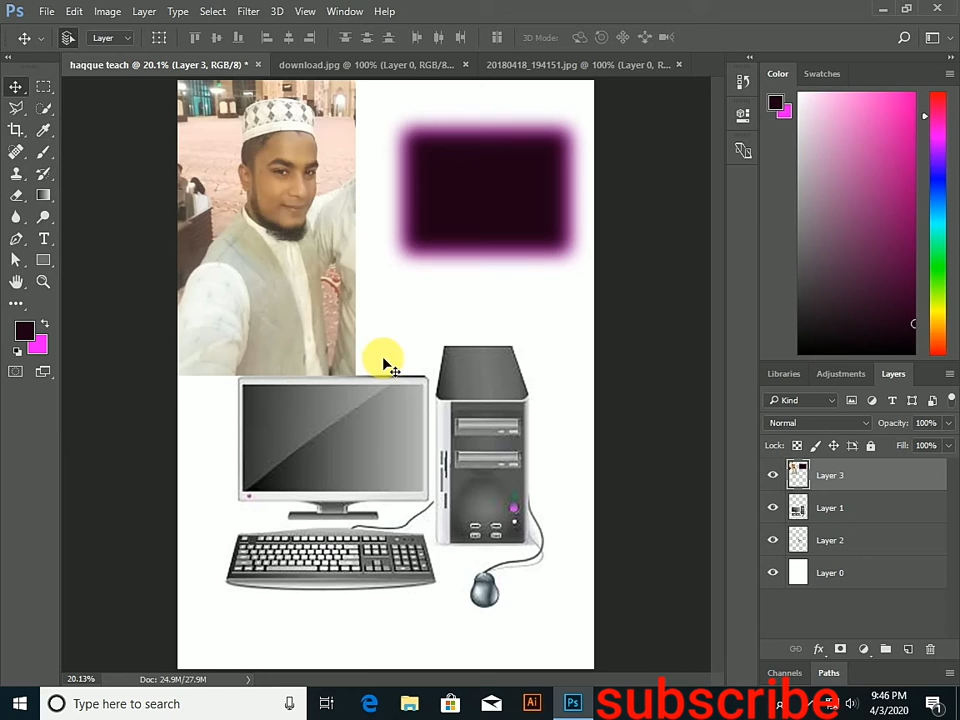 Ps File Edit Image Layer Type Select Filter 3D View Window Help
Layer 3D Mode:
haqque teach @ 20.1% (Layer 3, RGB/8) * × download.jpg @ 100% (Layer 0, RGB/8... × 20180418_194151.jpg @ 100% (Layer 0, R... ×
Color Swatches
Libraries Adjustments Layers
Kind
Normal Opacity: 100%
Lock: Fill: 100%
Layer 3
Layer 1
Layer 2
Layer 0
Channels Paths
20.13% Doc: 24.9M/27.9M
Type here to search
Ai Ps
subscribe
9:46 PM
4/3/2020
1